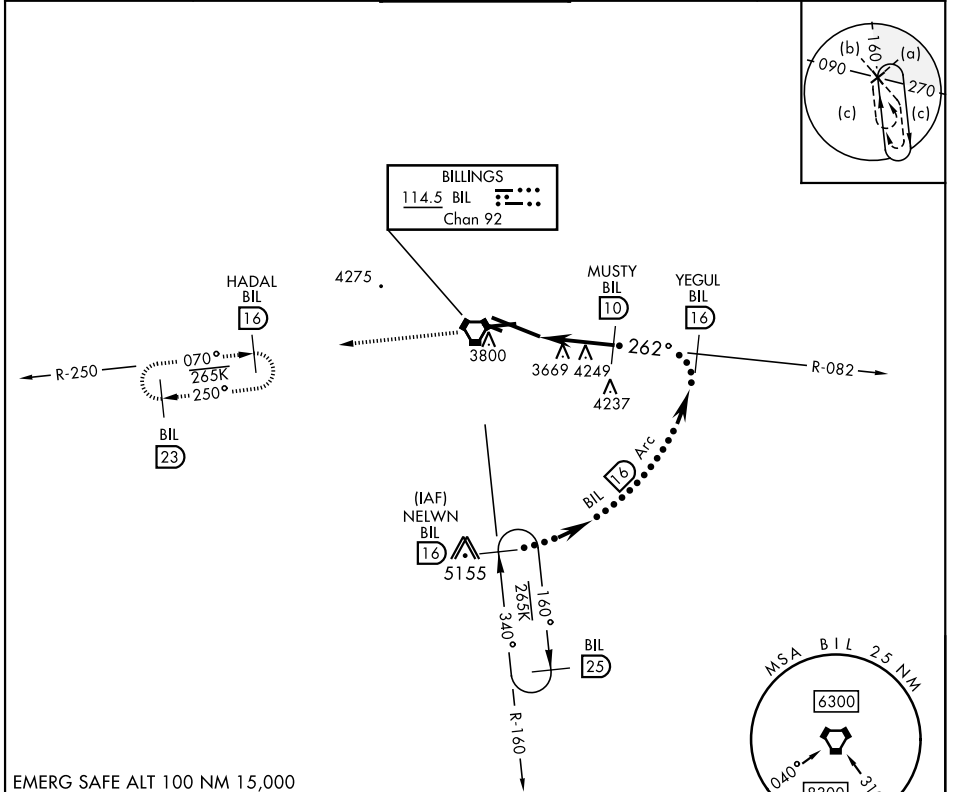 160
(b)
(a)
090
270
(c)
(c)
BILLINGS
114.5 BIL
Chan 92
HADAL
BIL
16
4275
MUSTY
BIL
10
YEGUL
BIL
16
3800
3669
4249
262°
4237
R-082
R-250
070°
265K
250°
BIL
23
BIL 16 Arc
(IAF)
NELWN
BIL
16
5155
340°
265K
160°
BIL
25
R-160
MSA BIL 25 NM
6300
040°
8300
EMERG SAFE ALT 100 NM 15,000